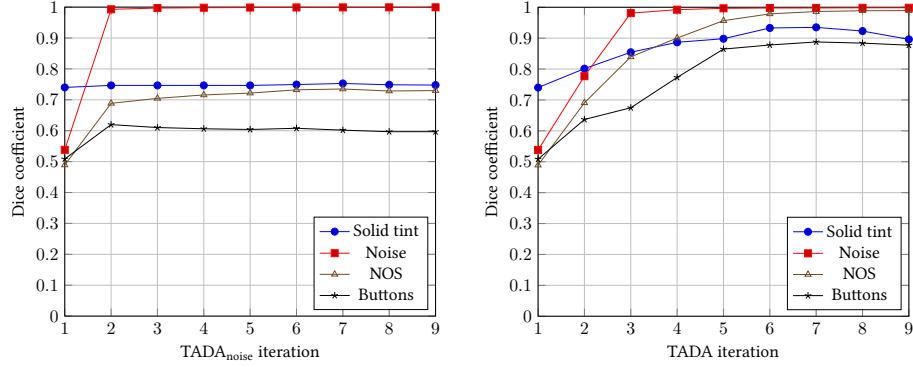 1
0.9
0.8
0.7
0.6
0.5
0.4
0.3
0.2
0.1
0
Dice coefficient
Solid tint
Noise
NOS
Buttons
1 2 3 4 5 6 7 8 9
TADAnoise iteration
1
0.9
0.8
0.7
0.6
0.5
0.4
0.3
0.2
0.1
0
Dice coefficient
Solid tint
Noise
NOS
Buttons
1 2 3 4 5 6 7 8 9
TADA iteration